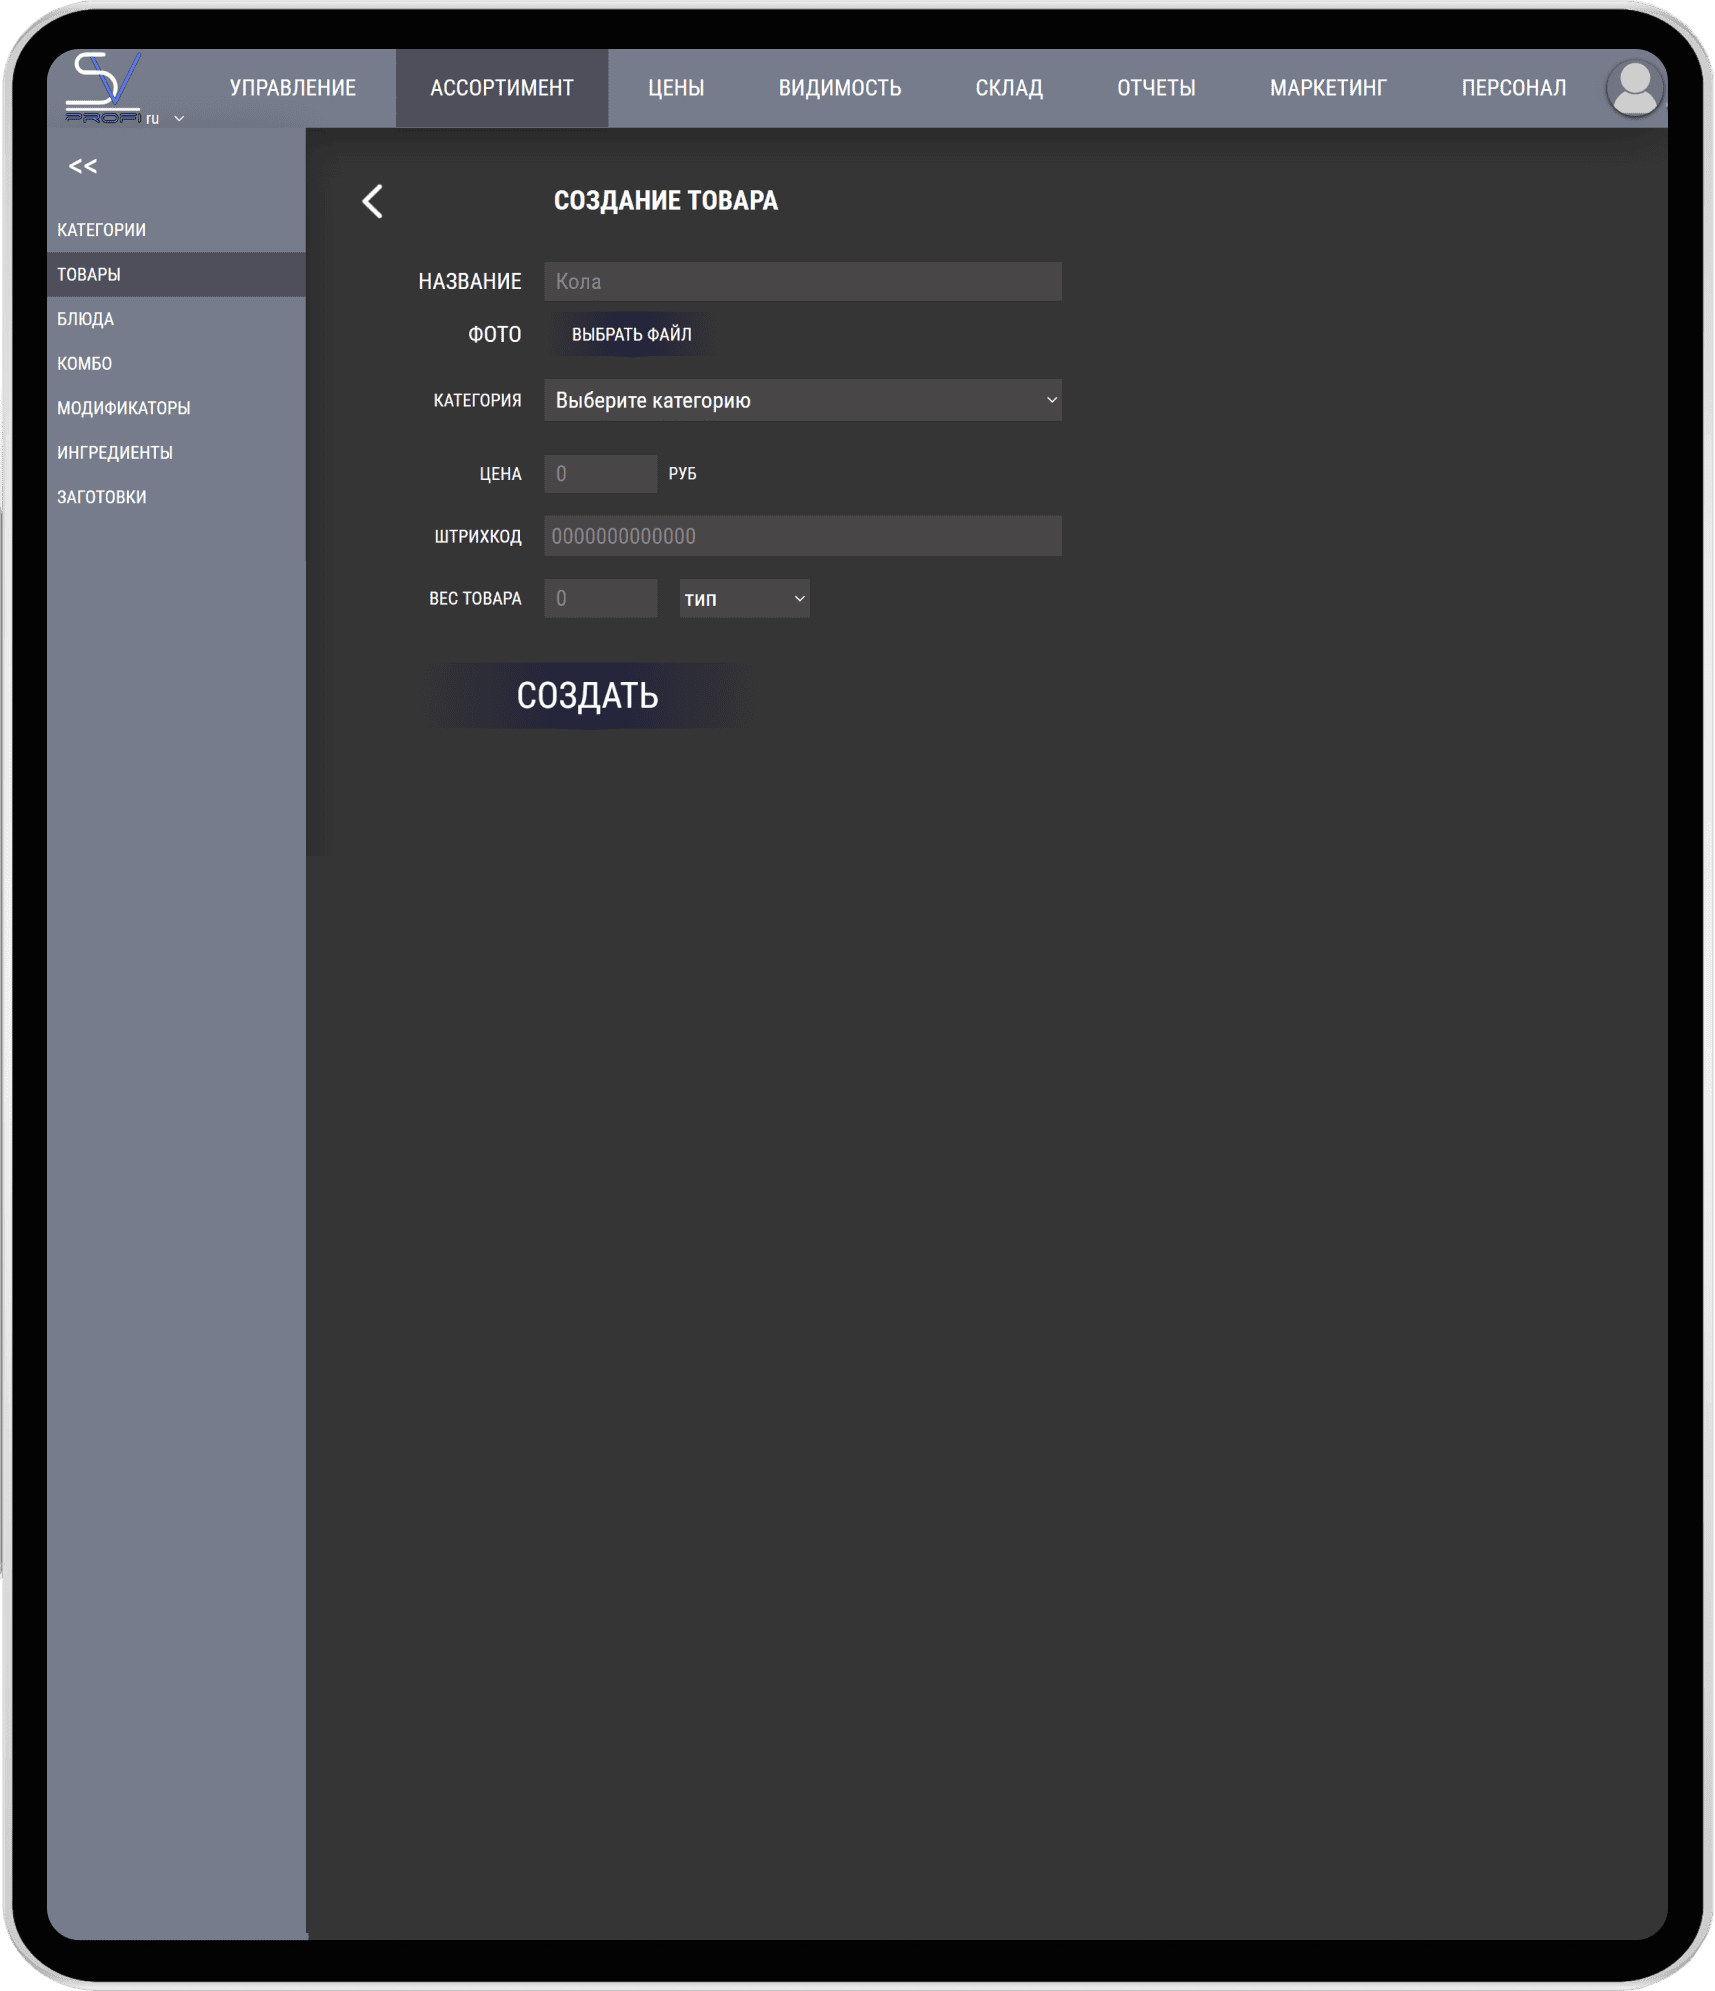 SV
PROFI ru
УПРАВЛЕНИЕ АССОРТИМЕНТ ЦЕНЫ ВИДИМОСТЬ СКЛАД ОТЧЕТЫ МАРКЕТИНГ ПЕРСОНАЛ
<<
КАТЕГОРИИ
ТОВАРЫ
БЛЮДА
КОМБО
МОДИФИКАТОРЫ
ИНГРЕДИЕНТЫ
ЗАГОТОВКИ
СОЗДАНИЕ ТОВАРА
НАЗВАНИЕ Кола
ФОТО ВЫБРАТЬ ФАЙЛ
КАТЕГОРИЯ Выберите категорию
ЦЕНА 0 РУБ
ШТРИХКОД 0000000000000
ВЕС ТОВАРА 0 тип
СОЗДАТЬ